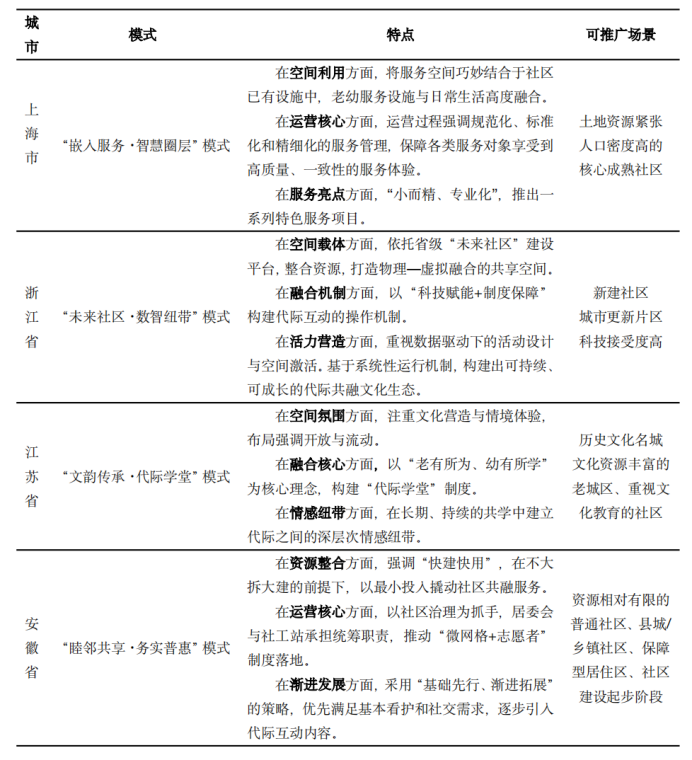 城市 模式 特点 可推广场景
上海市
“嵌入服务·智慧圈层”模式
在空间利用方面，将服务空间巧妙结合于社区
已有设施中，老幼服务设施与日常生活高度融合。
在运营核心方面，运营过程强调规范化、标准
化和精细化的服务管理，保障各类服务对象享受到
高质量、一致性的服务体验。
在服务亮点方面，“小而精、专业化”，推出一
系列特色服务项目。
土地资源紧张
人口密度高的
核心成熟社区
浙江省
“未来社区·数智纽带”模式
在空间载体方面，依托省级“未来社区”建设
平台，整合资源，打造物理—虚拟融合的共享空间。
在融合机制方面，以“科技赋能+制度保障”
构建代际互动的操作机制。
在活力营造方面，重视数据驱动下的活动设计
与空间激活。基于系统性运行机制，构建出可持续、
可成长的代际共融文化生态。
新建社区
城市更新片区
科技接受度高
江苏省
“文韵传承·代际学堂”模式
在空间氛围方面，注重文化营造与情境体验，
布局强调开放与流动。
在融合核心方面，以“老有所为、幼有所学”
为核心理念，构建“代际学堂”制度。
在情感纽带方面，在长期、持续的共学中建立
代际之间的深层次情感纽带。
历史文化名城
文化资源丰富的
老城区、重视文
化教育的社区
安徽省
“睦邻共享·务实普惠”模式
在资源整合方面，强调“快建快用”，在不大
拆大建的前提下，以最小投入撬动社区共融服务。
在运营核心方面，以社区治理为抓手，居委会
与社工站承担统筹职责，推动“微网格+志愿者”
制度落地。
在渐进发展方面，采用“基础先行、渐进拓展”
的策略，优先满足基本看护和社交需求，逐步引入
代际互动内容。
资源相对有限的
普通社区、县城/
乡镇社区、保障
型居住区、社区
建设起步阶段